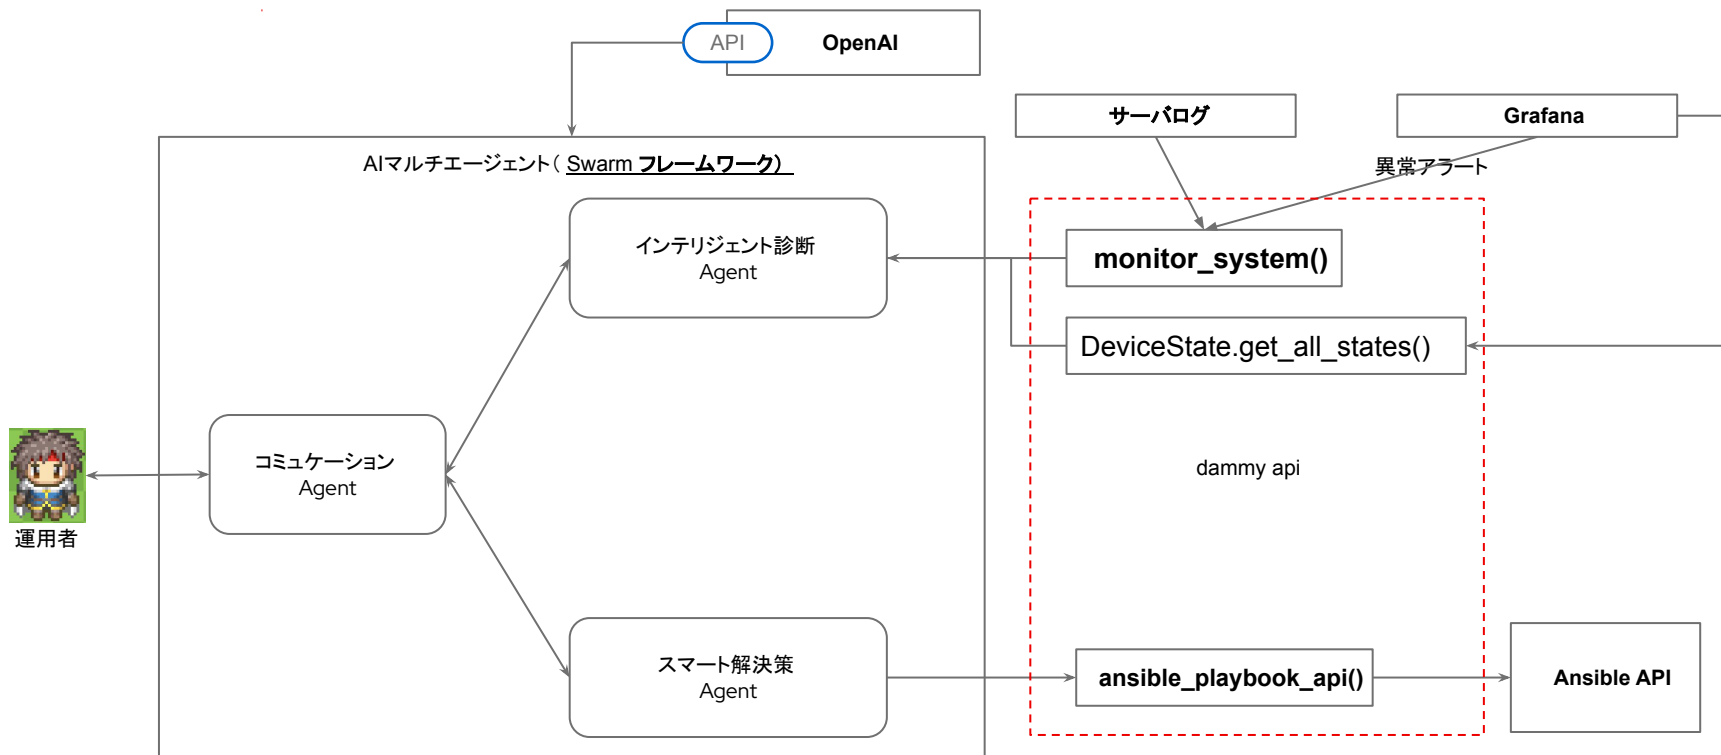 API
OpenAI
サーバログ
Grafana
AIマルチエージェント( Swarm フレームワーク)
異常アラート
インテリジェント診断
Agent
monitor_system()
DeviceState.get_all_states()
コミュケーション
Agent
dammy api
運用者
スマート解決策
Agent
ansible_playbook_api()
Ansible API